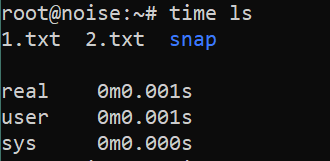 root@noise:~# time ls
1.txt  2.txt  snap
real    0m0.001s
user    0m0.001s
sys     0m0.000s